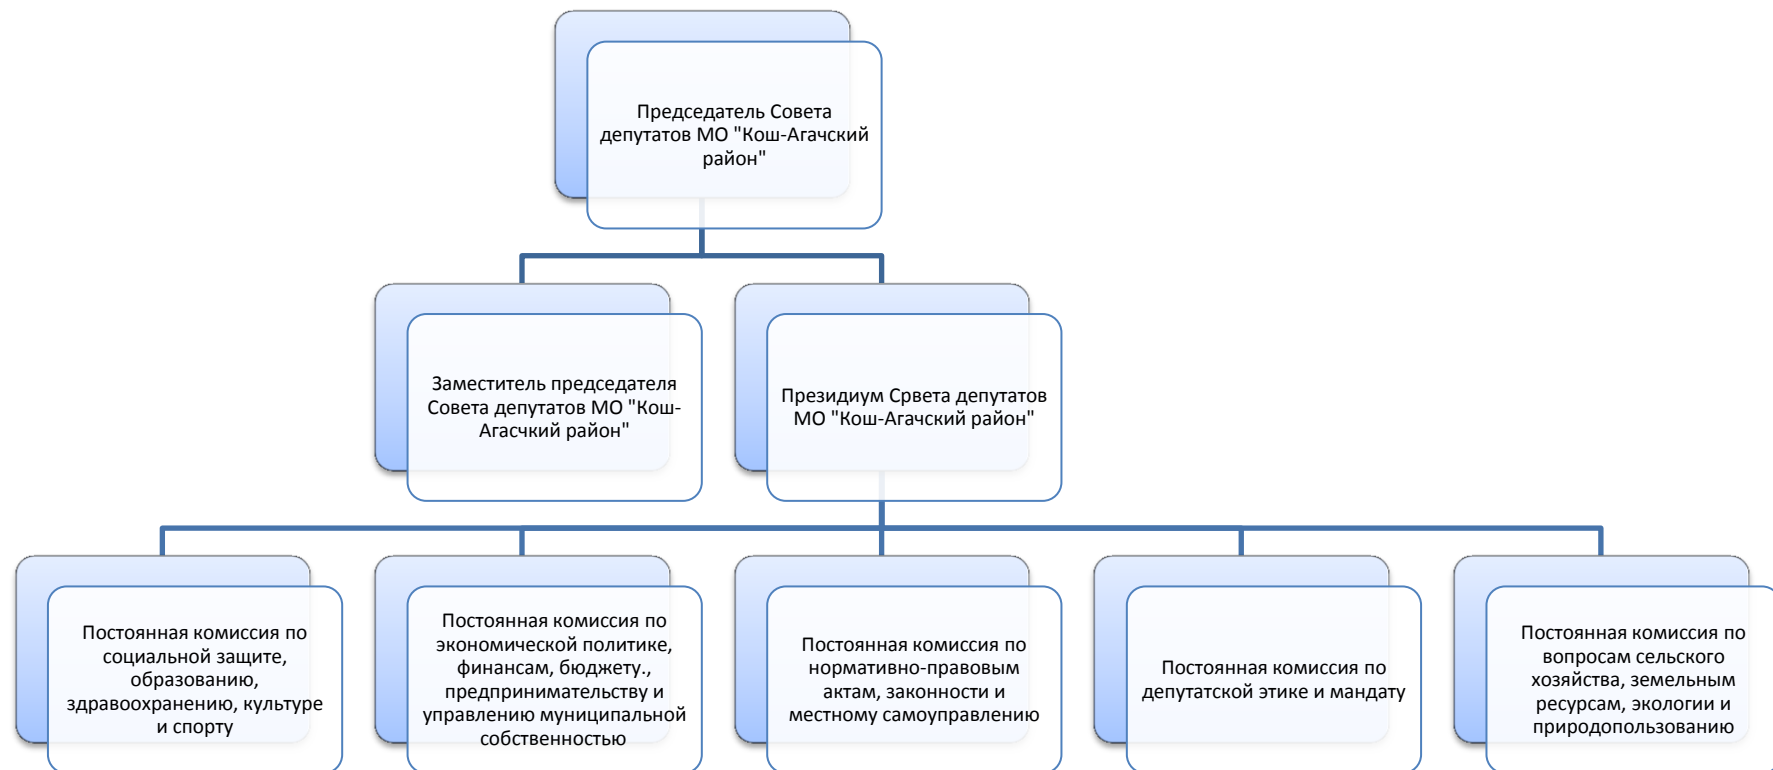 Председатель Совета
депутатов МО "Кош-Агачский
район"
Заместитель председателя
Совета депутатов МО "Кош-
Агасчкий район"
Президиум Срвета депутатов
МО "Кош-Агачский район"
Постоянная комиссия по
социальной защите,
образованию,
здравоохранению, культуре
и спорту
Постоянная комиссия по
экономической политике,
финансам, бюджету.,
предпринимательству и
управлению муниципальной
собственностью
Постоянная комиссия по
нормативно-правовым
актам, законности и
местному самоуправлению
Постоянная комиссия по
депутатской этике и мандату
Постоянная комиссия по
вопросам сельского
хозяйства, земельным
ресурсам, экологии и
природопользованию